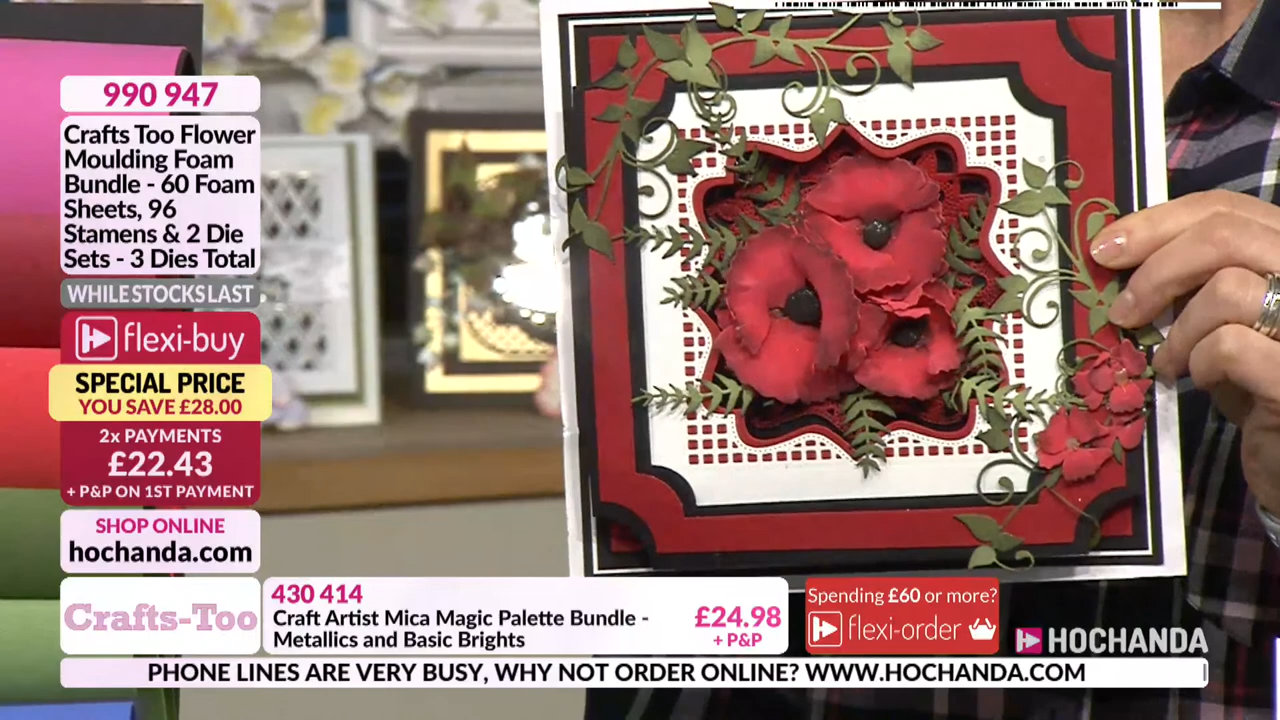 990 947
Crafts Too Flower
Moulding Foam
Bundle - 60 Foam
Sheets, 96
Stamens & 2 Die
Sets - 3 Dies Total
WHILE STOCKS LAST
flexi-buy
SPECIAL PRICE
YOU SAVE £28.00
2x PAYMENTS
£22.43
+ P&P ON 1ST PAYMENT
SHOP ONLINE
hochanda.com
Crafts-Too
430 414
Craft Artist Mica Magic Palette Bundle -
Metallics and Basic Brights
£24.98
+ P&P
Spending £60 or more?
flexi-order
HOCHANDA
PHONE LINES ARE VERY BUSY, WHY NOT ORDER ONLINE? WWW.HOCHANDA.COM